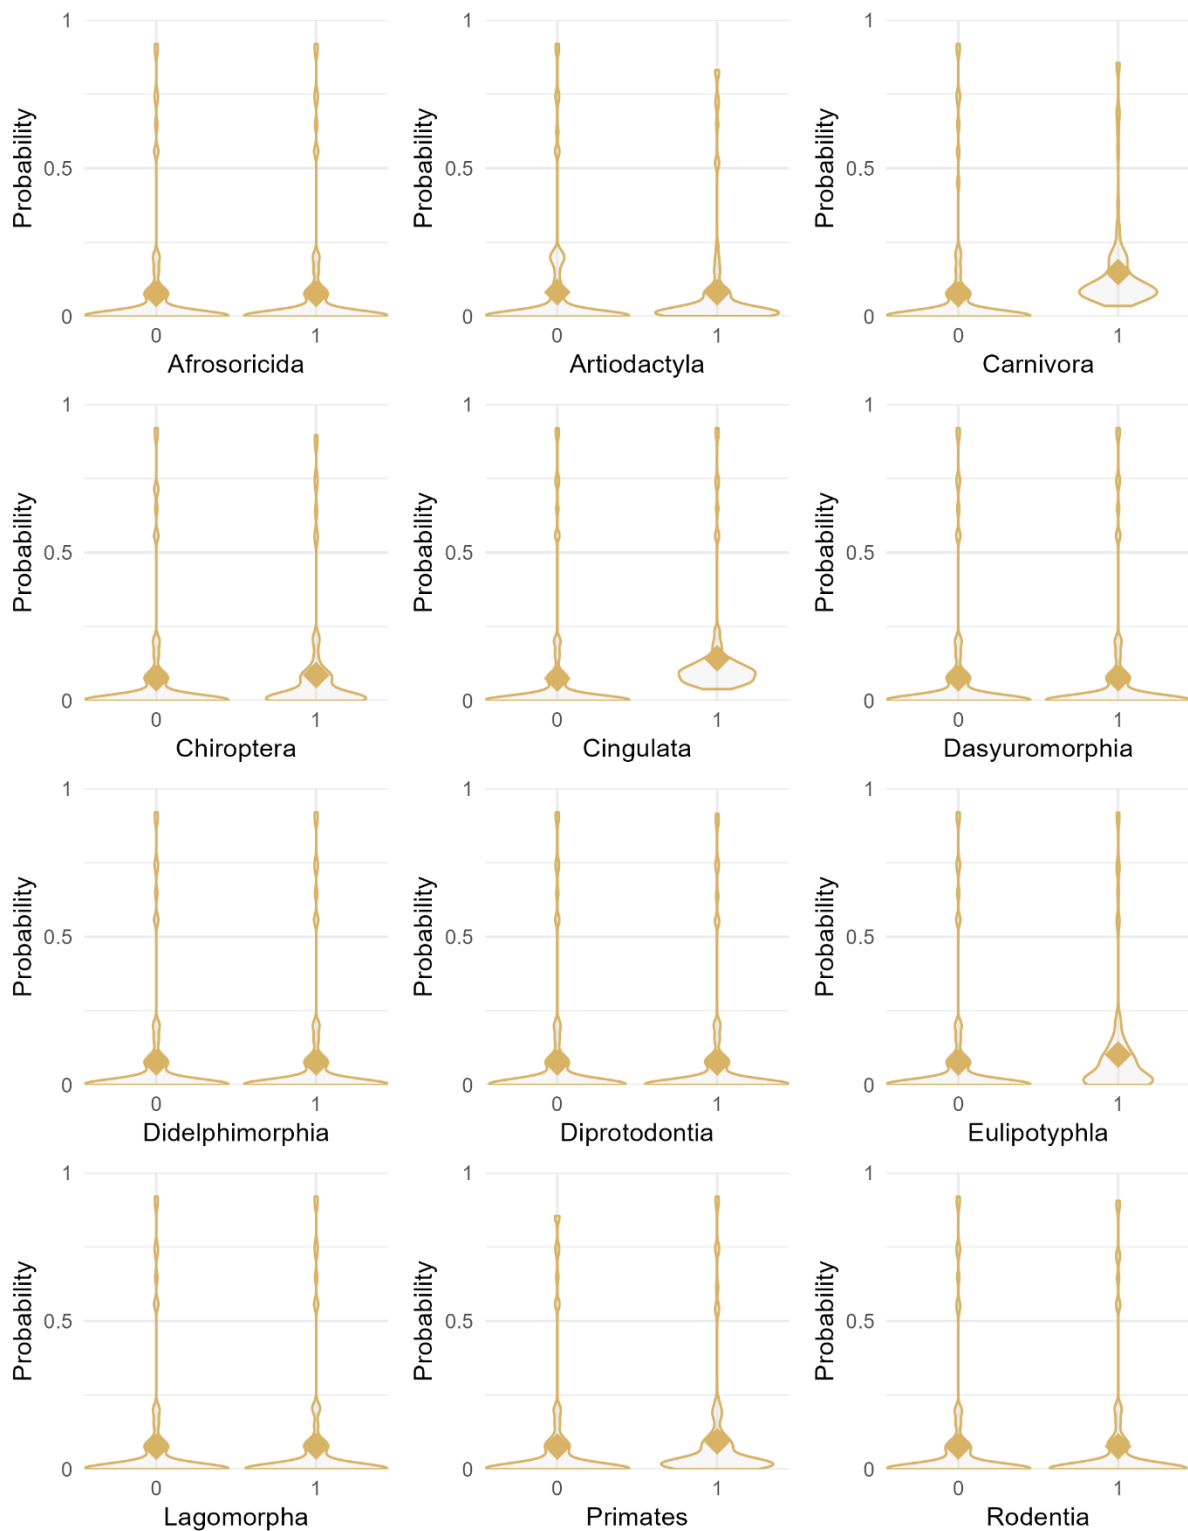 Probability
1
0.5
0
0 1
Afrosoricida
Probability
1
0.5
0
0 1
Artiodactyla
Probability
1
0.5
0
0 1
Carnivora
Probability
1
0.5
0
0 1
Chiroptera
Probability
1
0.5
0
0 1
Cingulata
Probability
1
0.5
0
0 1
Dasyuromorphia
Probability
1
0.5
0
0 1
Didelphimorphia
Probability
1
0.5
0
0 1
Diprotodontia
Probability
1
0.5
0
0 1
Eulipotyphla
Probability
1
0.5
0
0 1
Lagomorpha
Probability
1
0.5
0
0 1
Primates
Probability
1
0.5
0
0 1
Rodentia